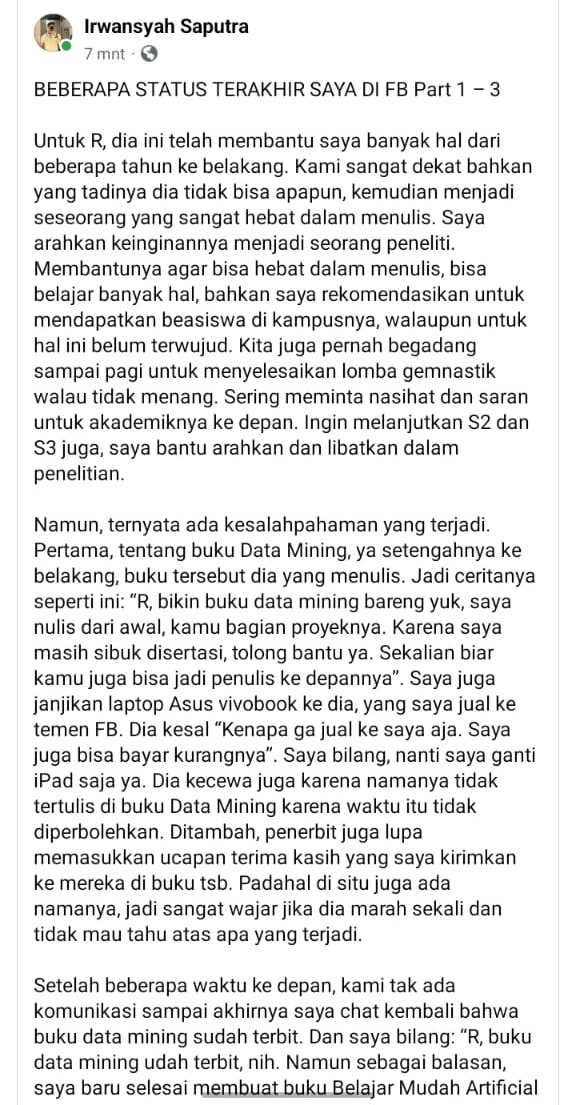 Irwansyah Saputra
7 mnt ·
BEBERAPA STATUS TERAKHIR SAYA DI FB Part 1 – 3
Untuk R, dia ini telah membantu saya banyak hal dari
beberapa tahun ke belakang. Kami sangat dekat bahkan
yang tadinya dia tidak bisa apapun, kemudian menjadi
seseorang yang sangat hebat dalam menulis. Saya
arahkan keinginannya menjadi seorang peneliti.
Membantunya agar bisa hebat dalam menulis, bisa
belajar banyak hal, bahkan saya rekomendasikan untuk
mendapatkan beasiswa di kampusnya, walaupun untuk
hal ini belum terwujud. Kita juga pernah begadang
sampai pagi untuk menyelesaikan lomba gemnastik
walau tidak menang. Sering meminta nasihat dan saran
untuk akademiknya ke depan. Ingin melanjutkan S2 dan
S3 juga, saya bantu arahkan dan libatkan dalam
penelitian.
Namun, ternyata ada kesalahpahaman yang terjadi.
Pertama, tentang buku Data Mining, ya setengahnya ke
belakang, buku tersebut dia yang menulis. Jadi ceritanya
seperti ini: “R, bikin buku data mining bareng yuk, saya
nulis dari awal, kamu bagian proyeknya. Karena saya
masih sibuk disertasi, tolong bantu ya. Sekalian biar
kamu juga bisa jadi penulis ke depannya”. Saya juga
janjikan laptop Asus vivobook ke dia, yang saya jual ke
temen FB. Dia kesal “Kenapa ga jual ke saya aja. Saya
juga bisa bayar kurangnya”. Saya bilang, nanti saya ganti
iPad saja ya. Dia kecewa juga karena namanya tidak
tertulis di buku Data Mining karena waktu itu tidak
diperbolehkan. Ditambah, penerbit juga lupa
memasukkan ucapan terima kasih yang saya kirimkan
ke mereka di buku tsb. Padahal di situ juga ada
namanya, jadi sangat wajar jika dia marah sekali dan
tidak mau tahu atas apa yang terjadi.
Setelah beberapa waktu ke depan, kami tak ada
komunikasi sampai akhirnya saya chat kembali bahwa
buku data mining sudah terbit. Dan saya bilang: “R, buku
data mining udah terbit, nih. Namun sebagai balasan,
saya baru selesai membuat buku Belajar Mudah Artificial